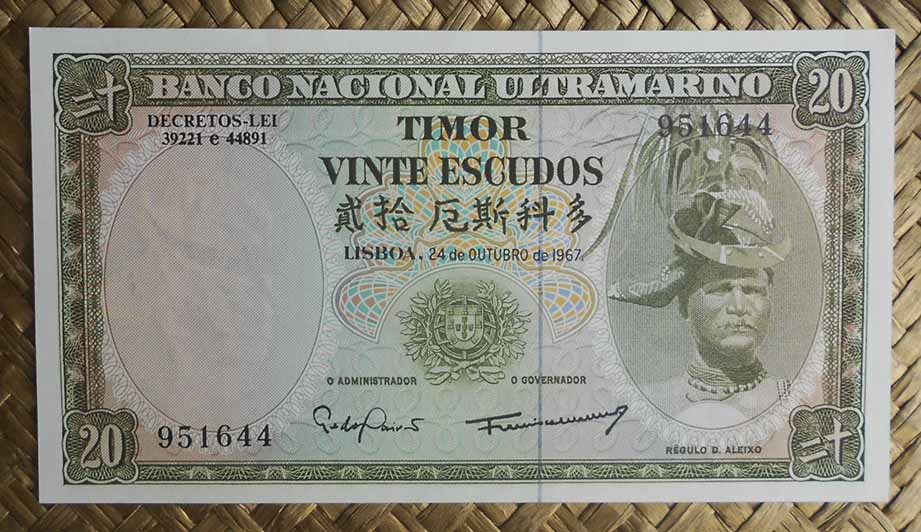 二十 BANCO NACIONAL ULTRAMARINO 20
DECRETOS-LEI
39221 e 44891
TIMOR
951644
VINTE ESCUDOS
貳拾 厄斯科多
LISBOA, 24 de OUTUBRO de 1967
O ADMINISTRADOR O GOVERNADOR
20 951644
RÉGULO D. ALEIXO
二十